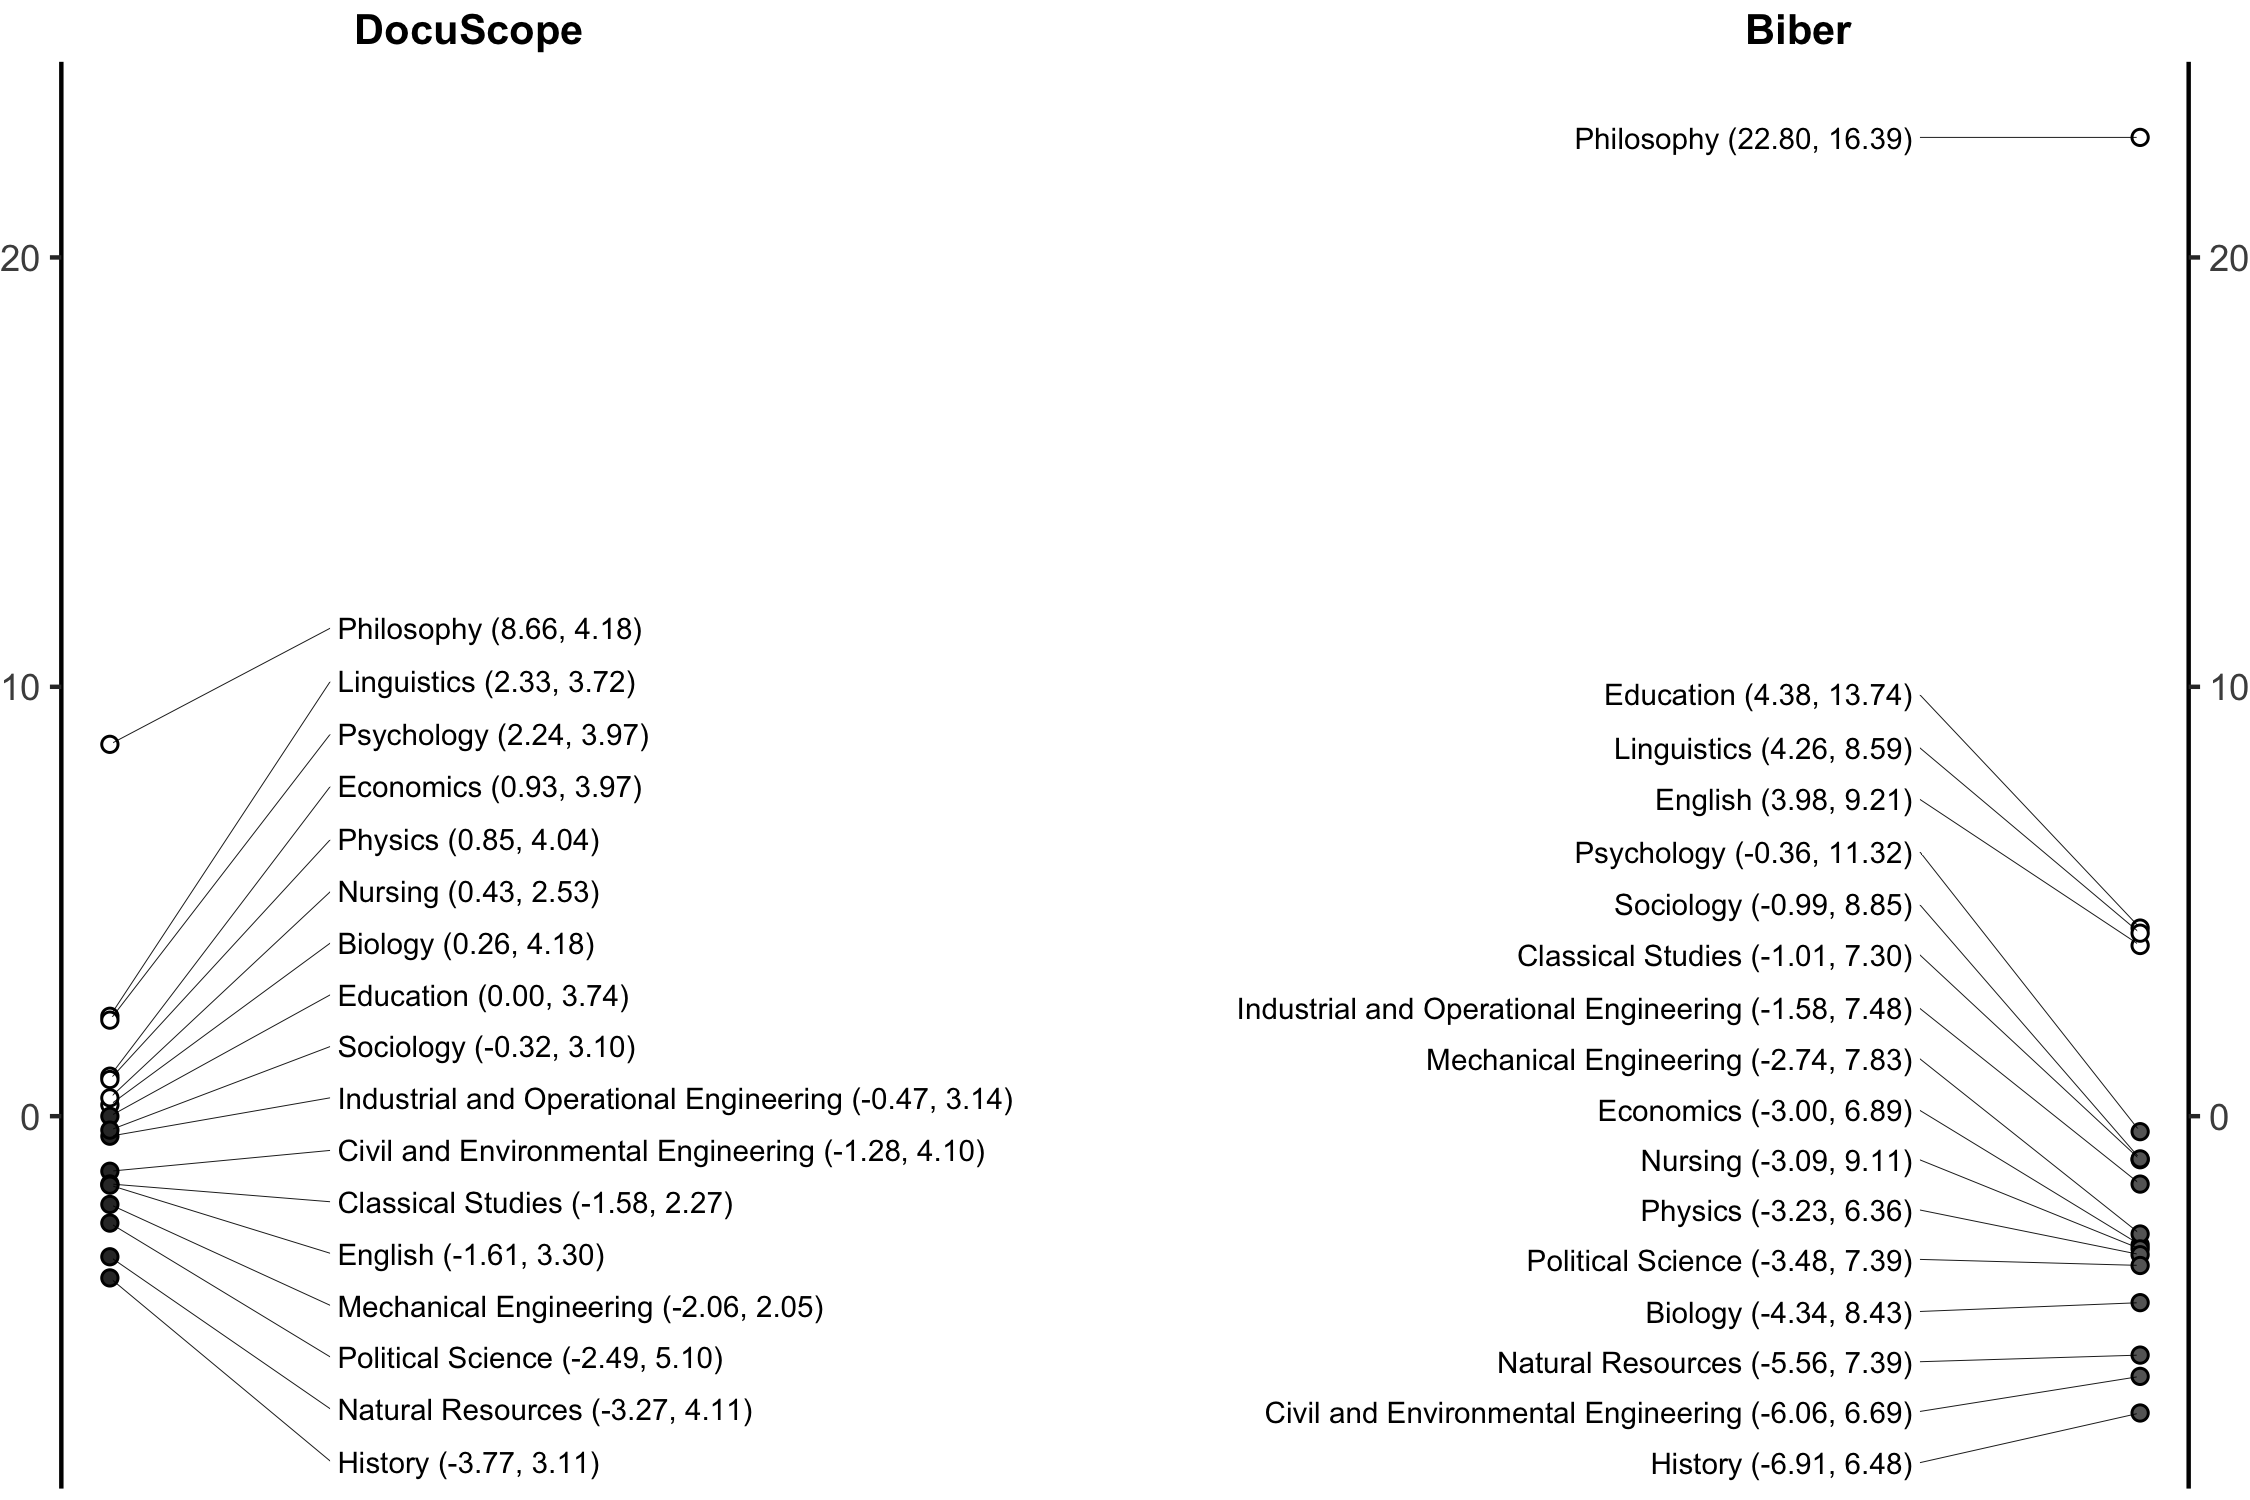 DocuScope
20
10
0
Philosophy (8.66, 4.18)
Linguistics (2.33, 3.72)
Psychology (2.24, 3.97)
Economics (0.93, 3.97)
Physics (0.85, 4.04)
Nursing (0.43, 2.53)
Biology (0.26, 4.18)
Education (0.00, 3.74)
Sociology (-0.32, 3.10)
Industrial and Operational Engineering (-0.47, 3.14)
Civil and Environmental Engineering (-1.28, 4.10)
Classical Studies (-1.58, 2.27)
English (-1.61, 3.30)
Mechanical Engineering (-2.06, 2.05)
Political Science (-2.49, 5.10)
Natural Resources (-3.27, 4.11)
History (-3.77, 3.11)
Biber
Philosophy (22.80, 16.39)
Education (4.38, 13.74)
Linguistics (4.26, 8.59)
English (3.98, 9.21)
Psychology (-0.36, 11.32)
Sociology (-0.99, 8.85)
Classical Studies (-1.01, 7.30)
Industrial and Operational Engineering (-1.58, 7.48)
Mechanical Engineering (-2.74, 7.83)
Economics (-3.00, 6.89)
Nursing (-3.09, 9.11)
Physics (-3.23, 6.36)
Political Science (-3.48, 7.39)
Biology (-4.34, 8.43)
Natural Resources (-5.56, 7.39)
Civil and Environmental Engineering (-6.06, 6.69)
History (-6.91, 6.48)
20
10
0